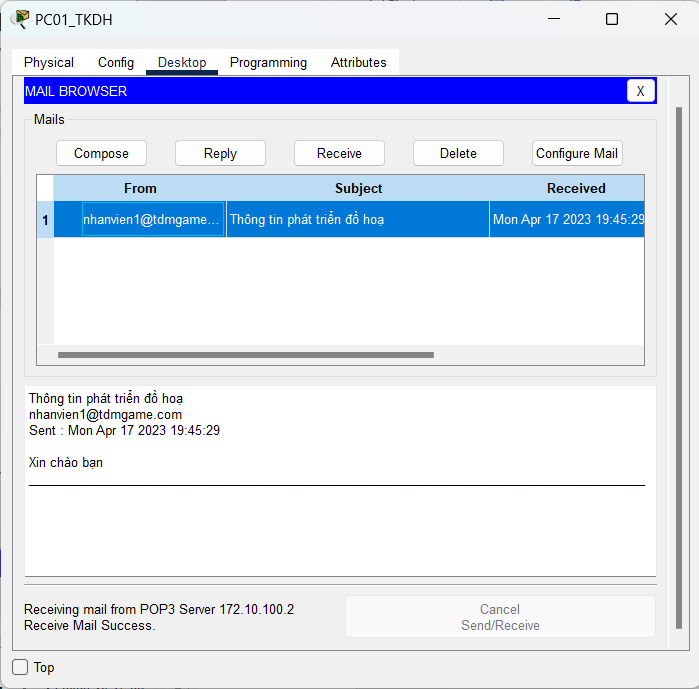 PC01_TKDH
Physical Config Desktop Programming Attributes
MAIL BROWSER X
Mails
Compose Reply Receive Delete Configure Mail
From Subject Received
1 nhanvien1@tdmgame... Thông tin phát triển đồ hoạ Mon Apr 17 2023 19:45:29
Thông tin phát triển đồ hoạ
nhanvien1@tdmgame.com
Sent : Mon Apr 17 2023 19:45:29
Xin chào bạn
Receiving mail from POP3 Server 172.10.100.2
Receive Mail Success.
Cancel
Send/Receive
Top